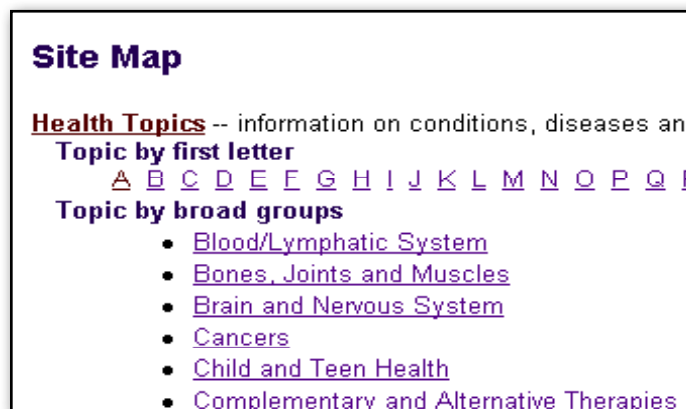 Site Map
Health Topics -- information on conditions, diseases an
Topic by first letter
A B C D E F G H I J K L M N O P Q
Topic by broad groups
• Blood/Lymphatic System
• Bones, Joints and Muscles
• Brain and Nervous System
• Cancers
• Child and Teen Health
• Complementary and Alternative Therapies